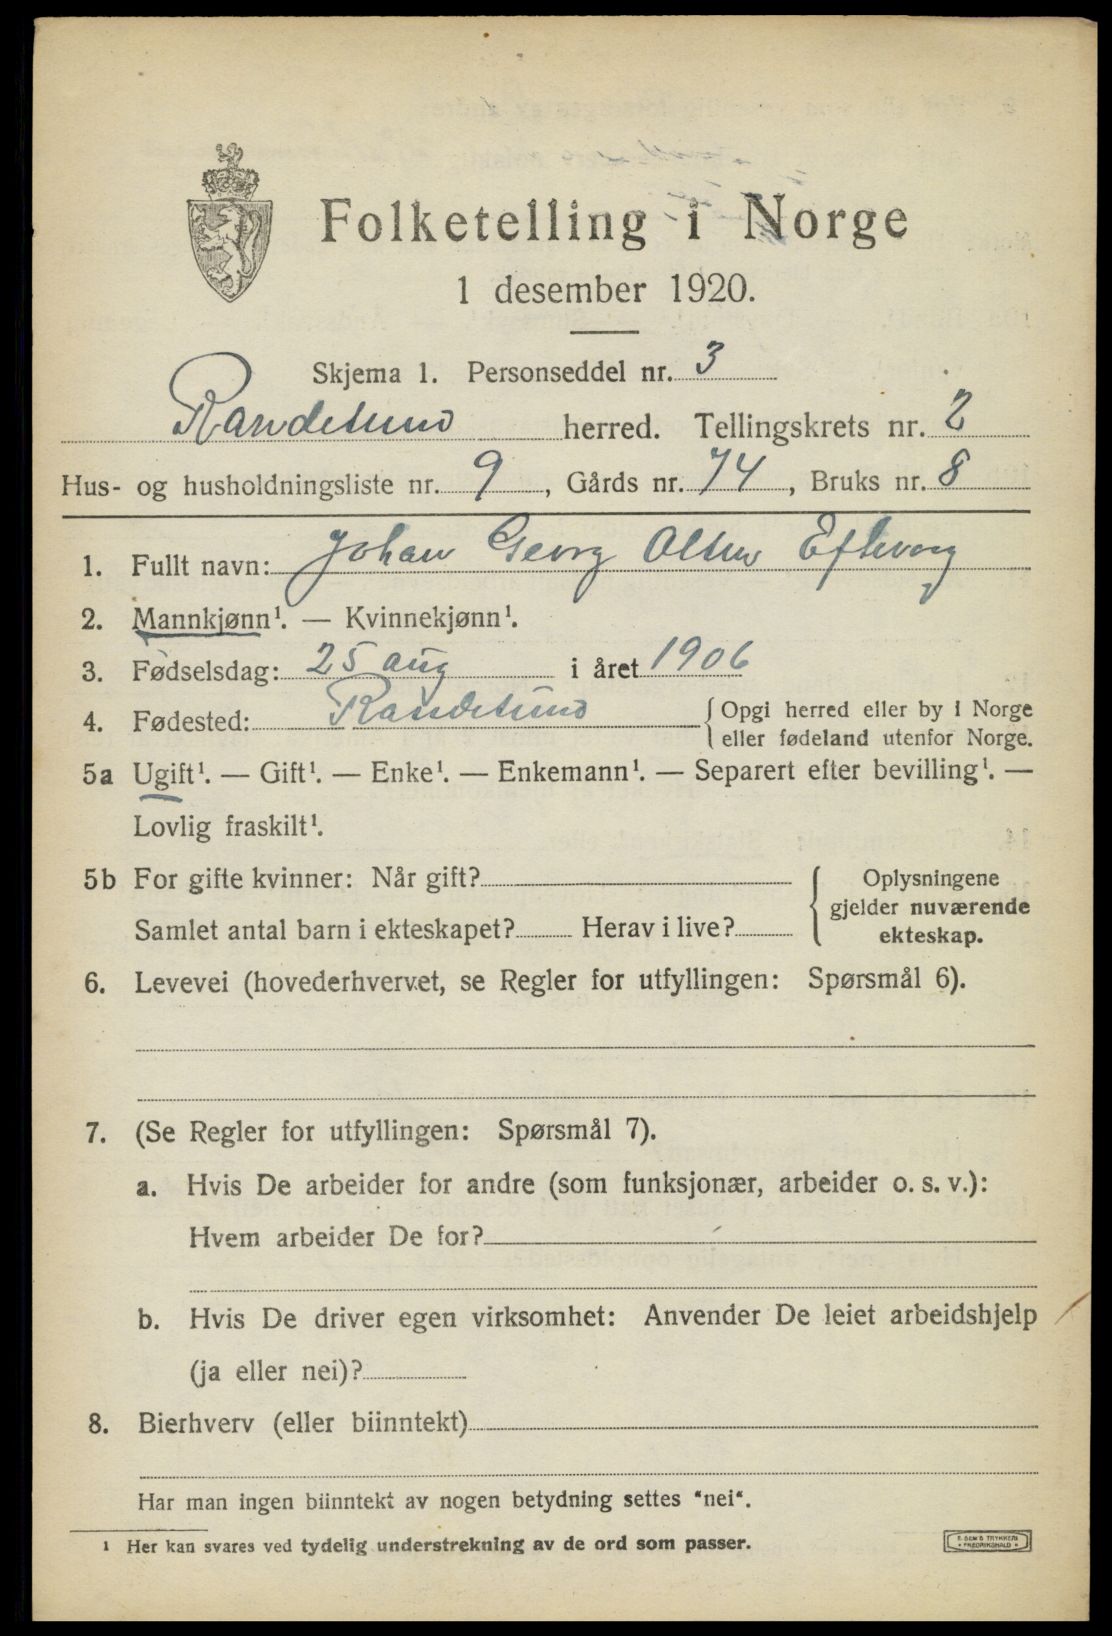 Folketelling i Norge
1 desember 1920.
Skjema 1. Personseddel nr. 3
Randesund herred. Tellingskrets nr. 2
Hus- og husholdningsliste nr. 9, Gårds nr. 74, Bruks nr. 8
1. Fullt navn: Johan Georg Olsen Eftevog
2. Mannkjønn¹. — Kvinnekjønn¹.
3. Fødselsdag: 25 aug i året 1906
4. Fødested: Randesund { Opgi herred eller by i Norge
eller fødeland utenfor Norge.
5a Ugift¹. — Gift¹. — Enke¹. — Enkemann¹. — Separert efter bevilling¹. —
Lovlig fraskilt¹.
5b For gifte kvinner: Når gift? { Oplysningene
gjelder nuværende
Samlet antal barn i ekteskapet? Herav i live?
ekteskap.
6. Levevei (hovederhvervet, se Regler for utfyllingen: Spørsmål 6).
7. (Se Regler for utfyllingen: Spørsmål 7).
a. Hvis De arbeider for andre (som funksjonær, arbeider o. s. v.):
Hvem arbeider De for?
b. Hvis De driver egen virksomhet: Anvender De leiet arbeidshjelp
(ja eller nei)?
8. Bierhverv (eller biinntekt)
Har man ingen biinntekt av nogen betydning settes "nei".
¹ Her kan svares ved tydelig understrekning av de ord som passer.
E. SEM'S TRYKKERI
FREDRIKSHALD